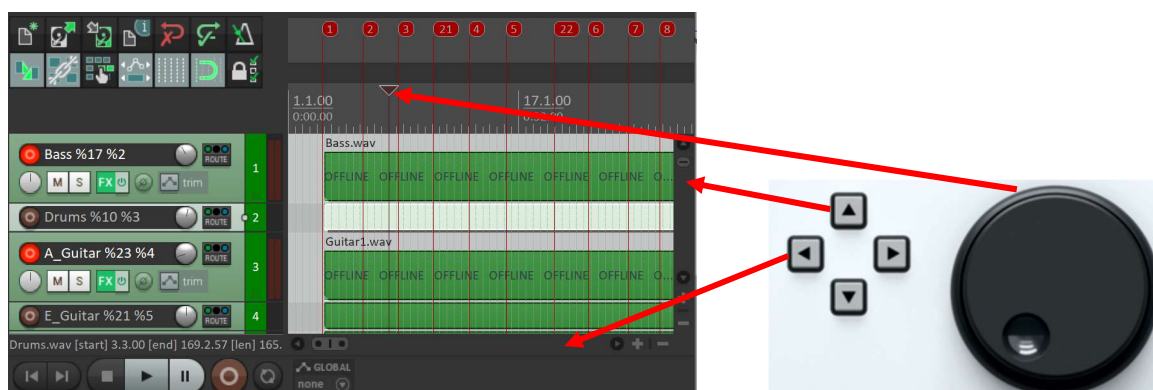 1 2 3 21 4 5 22 6 7 8
1.1.00 17.1.00
0:00.00 0:32.00
Bass %17 %2 ROUTE
M S FX trim
1
Bass.wav
OFFLINE OFFLINE OFFLINE OFFLINE OFFLINE OFFLINE O...
Drums %10 %3 ROUTE 2
A_Guitar %23 %4 ROUTE
M S FX trim
3
Guitar1.wav
OFFLINE OFFLINE OFFLINE OFFLINE OFFLINE OFFLINE O...
E_Guitar %21 %5 ROUTE 4
Drums.wav [start] 3.3.00 [end] 169.2.57 [len] 165.
GLOBAL
none